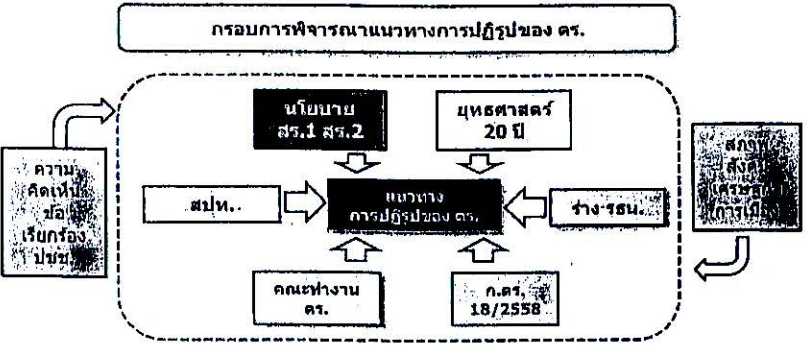 กรอบการพิจารณาแนวทางการปฏิรูปของ ตร.
นโยบาย
สร.1 สร.2
ยุทธศาสตร์
20 ปี
ความ
คิดเห็น
ข้อ
เรียกร้อง
ปชช.
สปท.
แนวทาง
การปฏิรูปของ ตร.
ร่าง รธน.
สภาพ
สังคม
เศรษฐกิจ
การเมือง
คณะทำงาน
ตร.
ก.ตร.
18/2558